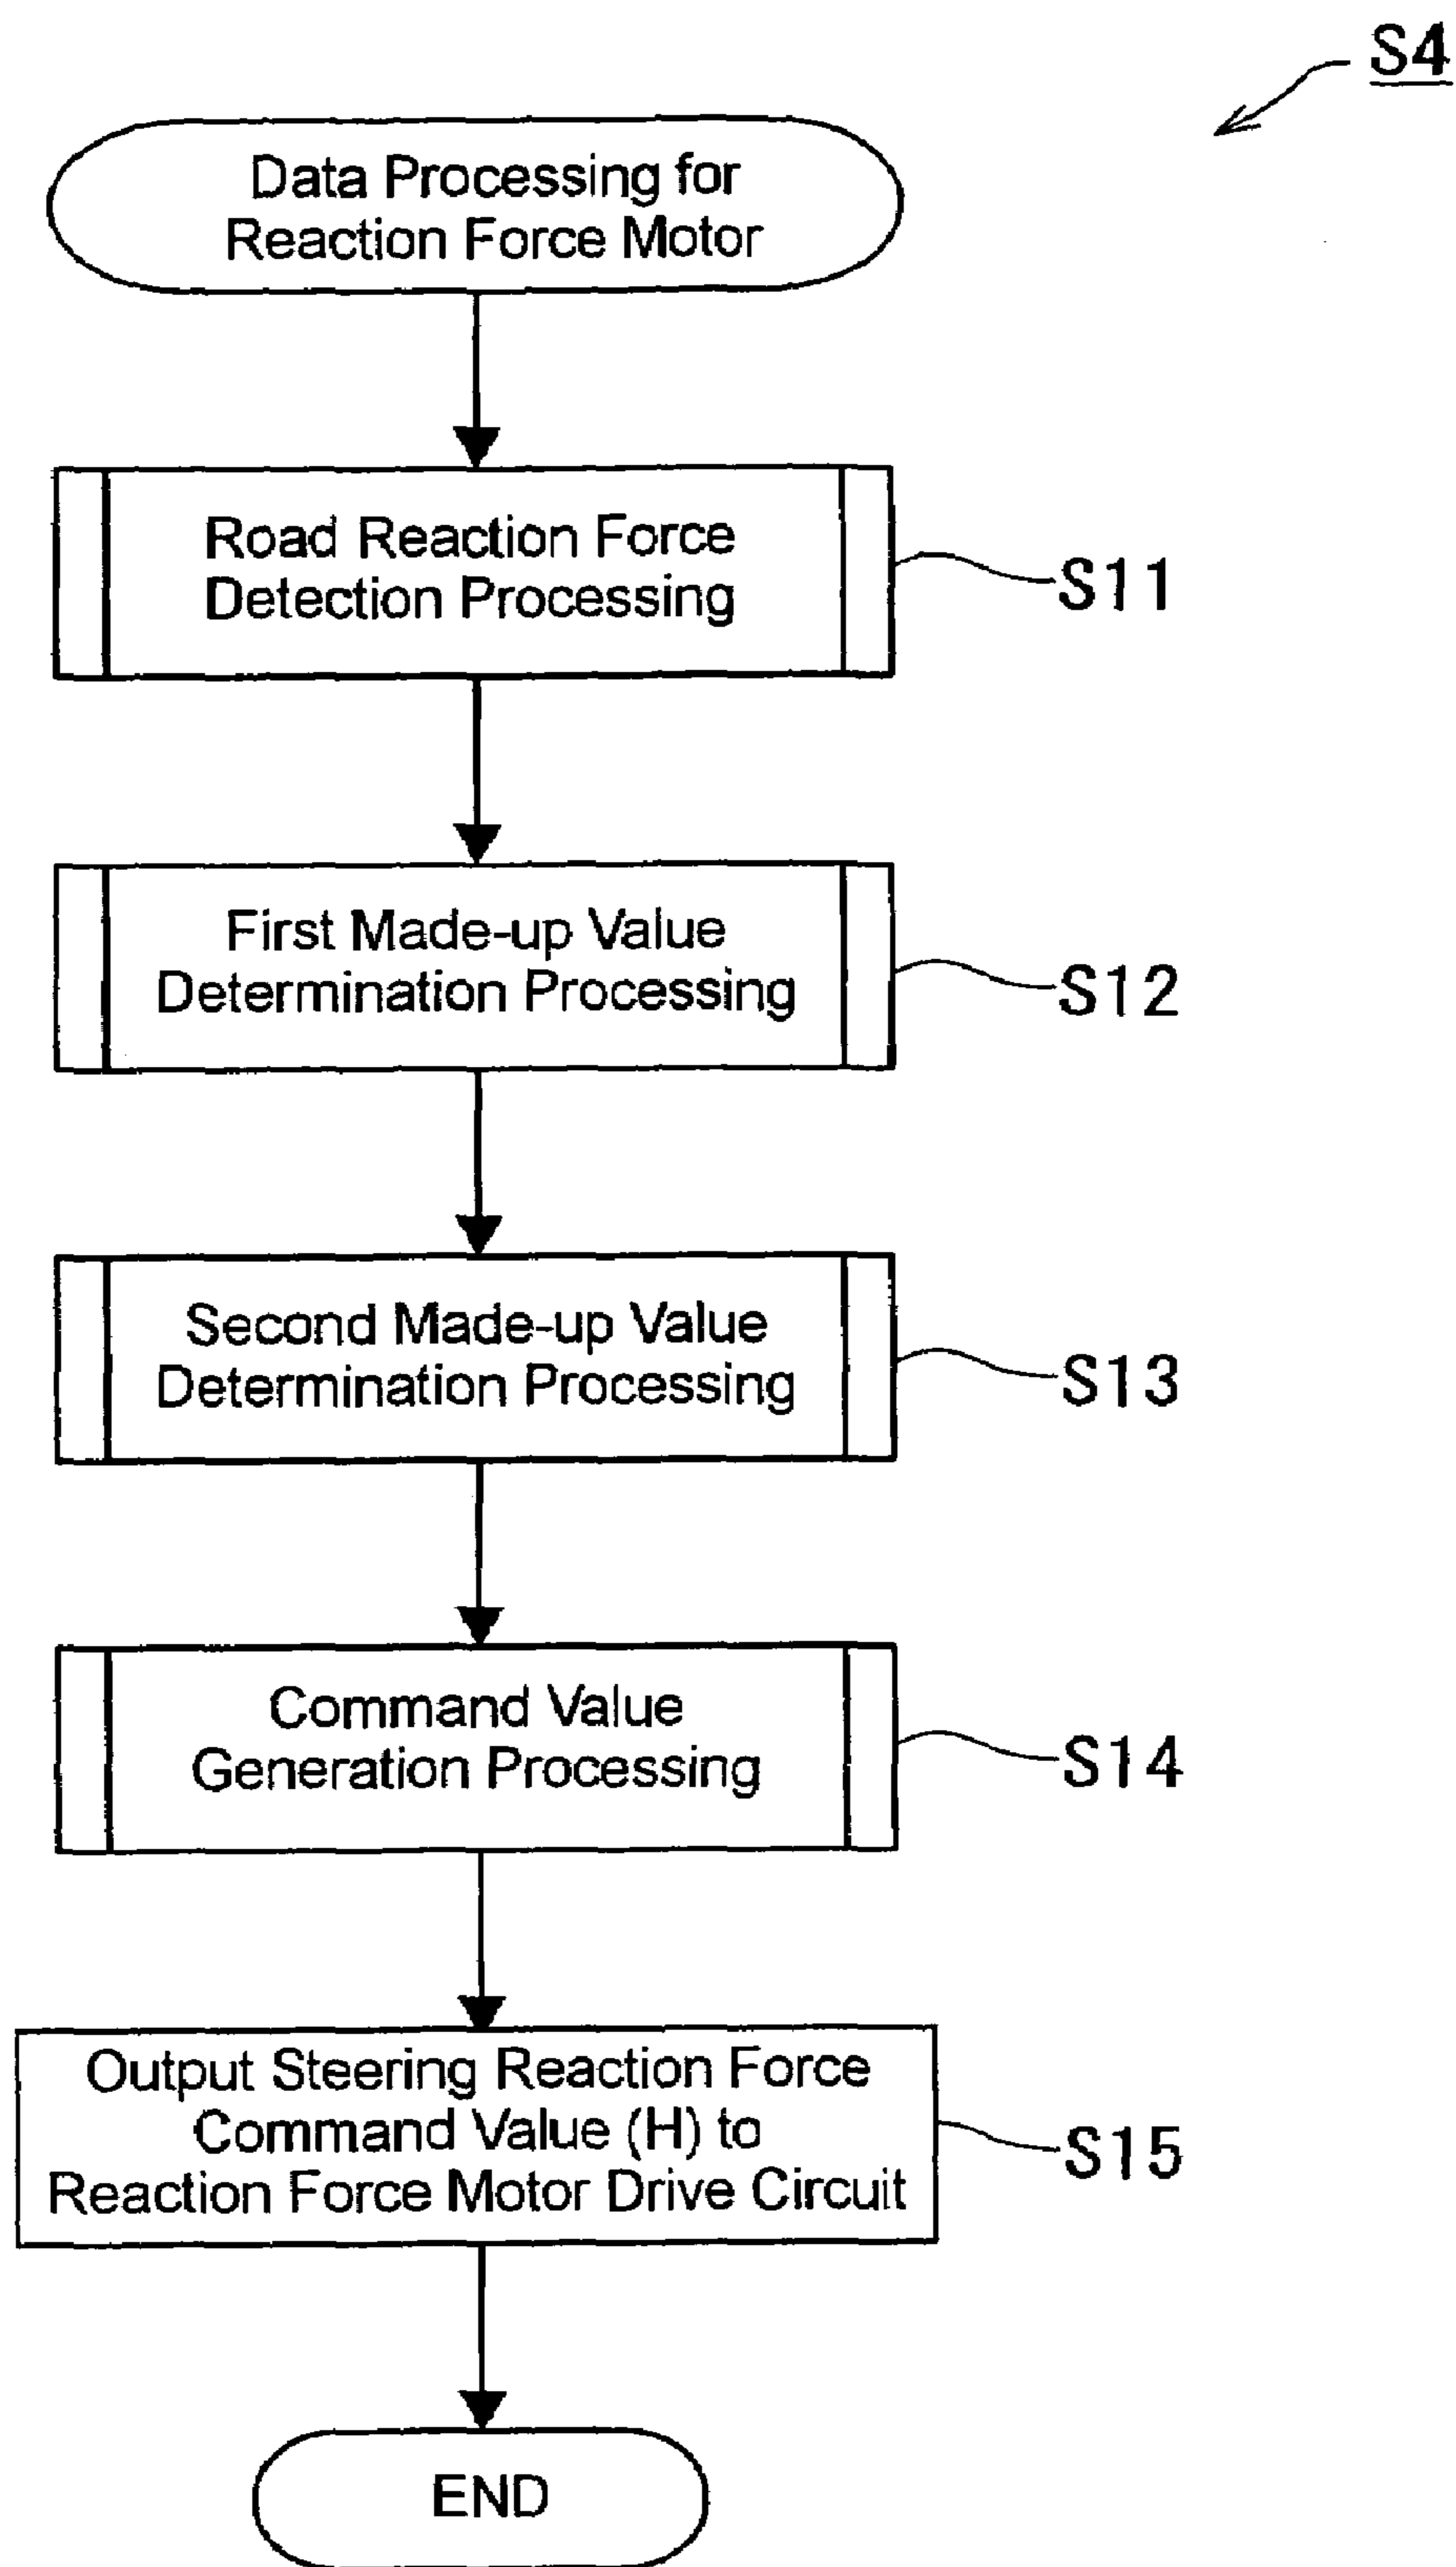 S4
Data Processing for
Reaction Force Motor
Road Reaction Force
Detection Processing
S11
First Made-up Value
Determination Processing
S12
Second Made-up Value
Determination Processing
S13
Command Value
Generation Processing
S14
Output Steering Reaction Force
Command Value (H) to
Reaction Force Motor Drive Circuit
S15
END